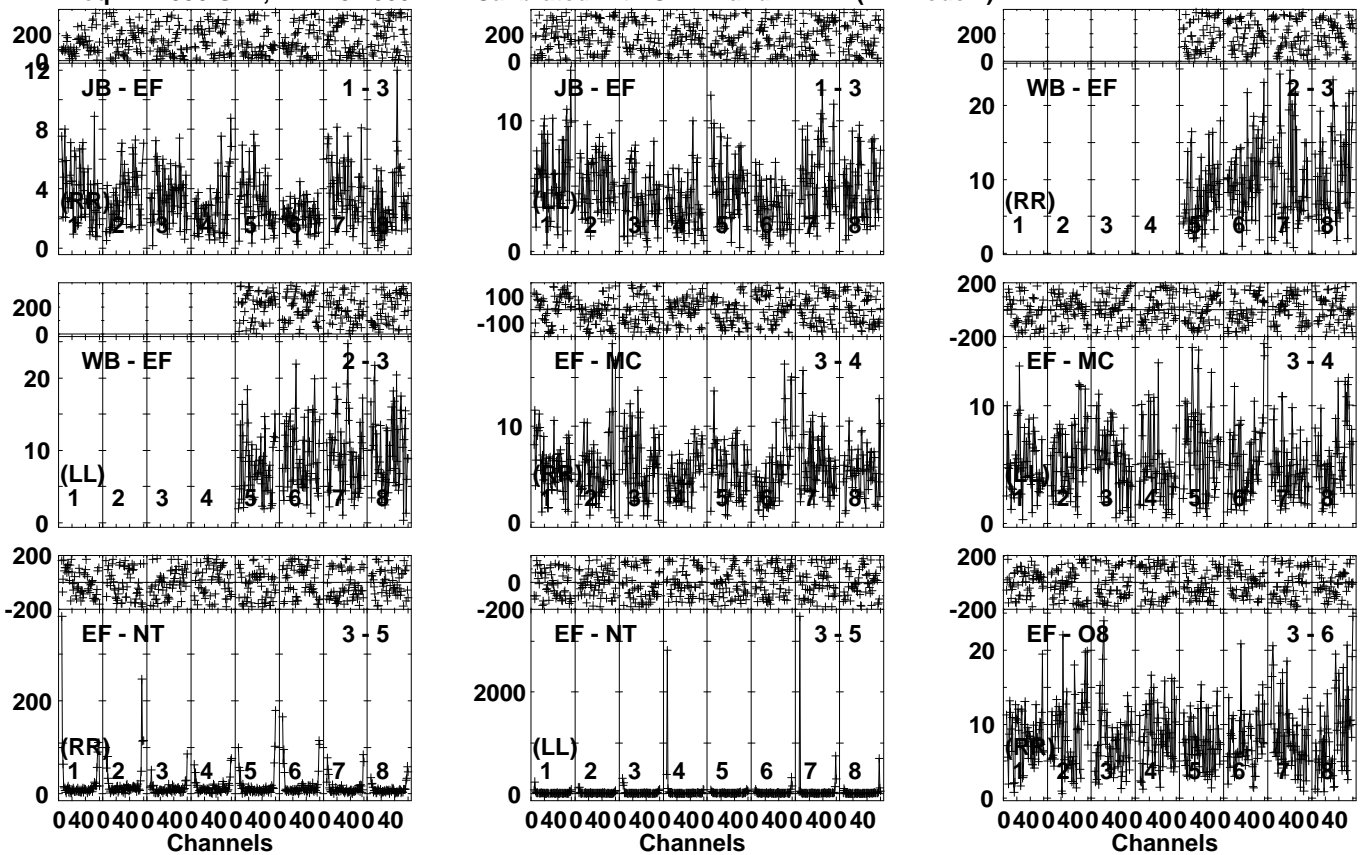 200 0 200 0 200 0
12 8 4 0 JB - EF 1 - 3 (RR) 1 2 3 4 5 6 7 8
10 0 JB - EF 1 - 3 (LL) 1 2 3 4 5 6 7 8
20 10 0 WB - EF 2 - 3 (RR) 1 2 3 4 5 6 7 8
200 0 100 -100 200 -200
20 10 0 WB - EF 2 - 3 (LL) 1 2 3 4 5 6 7 8
10 0 EF - MC 3 - 4 (RR) 1 2 3 4 5 6 7 8
10 0 EF - MC 3 - 4 (LL) 1 2 3 4 5 6 7 8
200 -200 0 200 -200
200 0 EF - NT 3 - 5 (RR) 1 2 3 4 5 6 7 8
2000 0 EF - NT 3 - 5 (LL) 1 2 3 4 5 6 7 8
20 10 0 EF - O8 3 - 6 (RR) 1 2 3 4 5 6 7 8
0 40 0 40 0 40 0 40 0 40 0 40 0 40 0 40
0 40 0 40 0 40 0 40 0 40 0 40 0 40 0 40
0 40 0 40 0 40 0 40 0 40 0 40 0 40 0 40
Channels Channels Channels